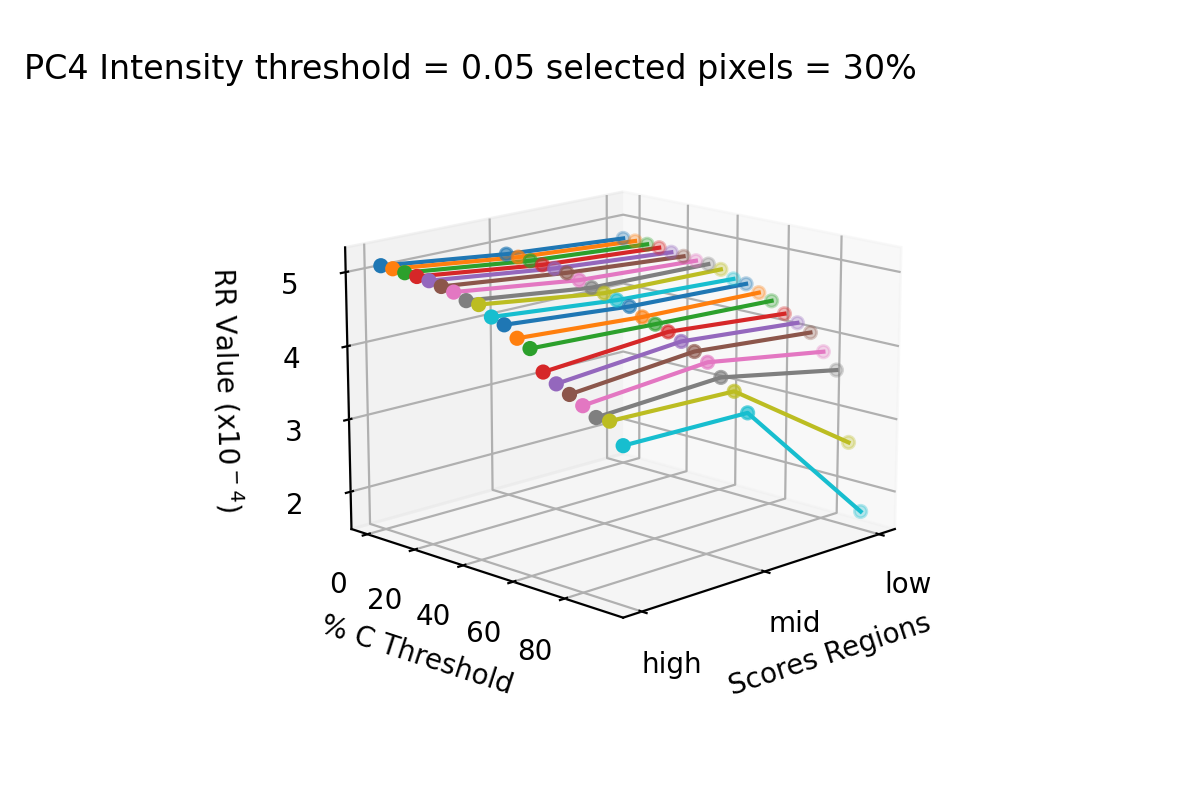 PC4 Intensity threshold = 0.05 selected pixels = 30%
RR Value (x10⁻⁴)
5
4
3
2
0
20
40
60
80
% C Threshold
high
mid
low
Scores Regions